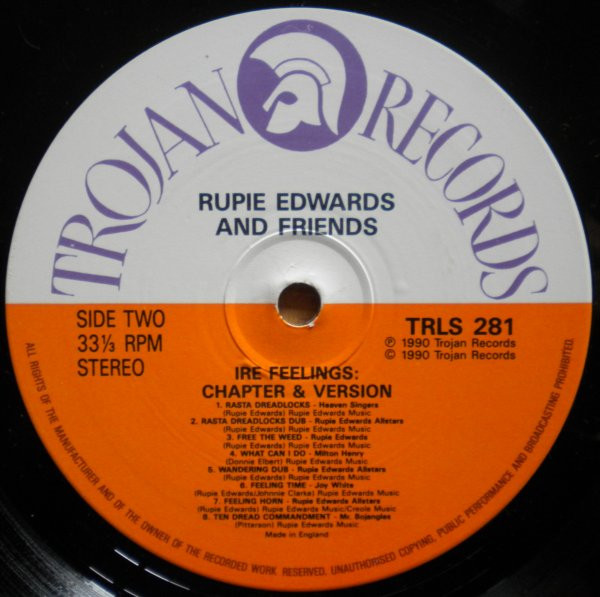 TROJAN RECORDS
RUPIE EDWARDS
AND FRIENDS
SIDE TWO
33⅓ RPM
STEREO
TRLS 281
℗ 1990 Trojan Records
© 1990 Trojan Records
IRE FEELINGS:
CHAPTER & VERSION
1. RASTA DREADLOCKS - Heaven Singers
(Rupie Edwards) Rupie Edwards Music
2. RASTA DREADLOCKS DUB - Rupie Edwards Allstars
(Rupie Edwards) Rupie Edwards Music
3. FREE THE WEED - Rupie Edwards
(Rupie Edwards) Rupie Edwards Music
4. WHAT CAN I DO - Milton Henry
(Donnie Elbert) Rupie Edwards Music
5. WANDERING DUB - Rupie Edwards Allstars
(Rupie Edwards) Rupie Edwards Music
6. FEELING TIME - Joy White
(Rupie Edwards/Johnnie Clarke) Rupie Edwards Music
7. FEELING HORN - Rupie Edwards Allstars
(Rupie Edwards) Rupie Edwards Music/Creole Music
8. TEN DREAD COMMANDMENT - Mr. Bojangles
(Pitterson) Rupie Edwards Music
Made in England
ALL RIGHTS OF THE MANUFACTURER AND OF THE OWNER OF THE RECORDED WORK RESERVED. UNAUTHORISED COPYING, PUBLIC PERFORMANCE AND BROADCASTING PROHIBITED.